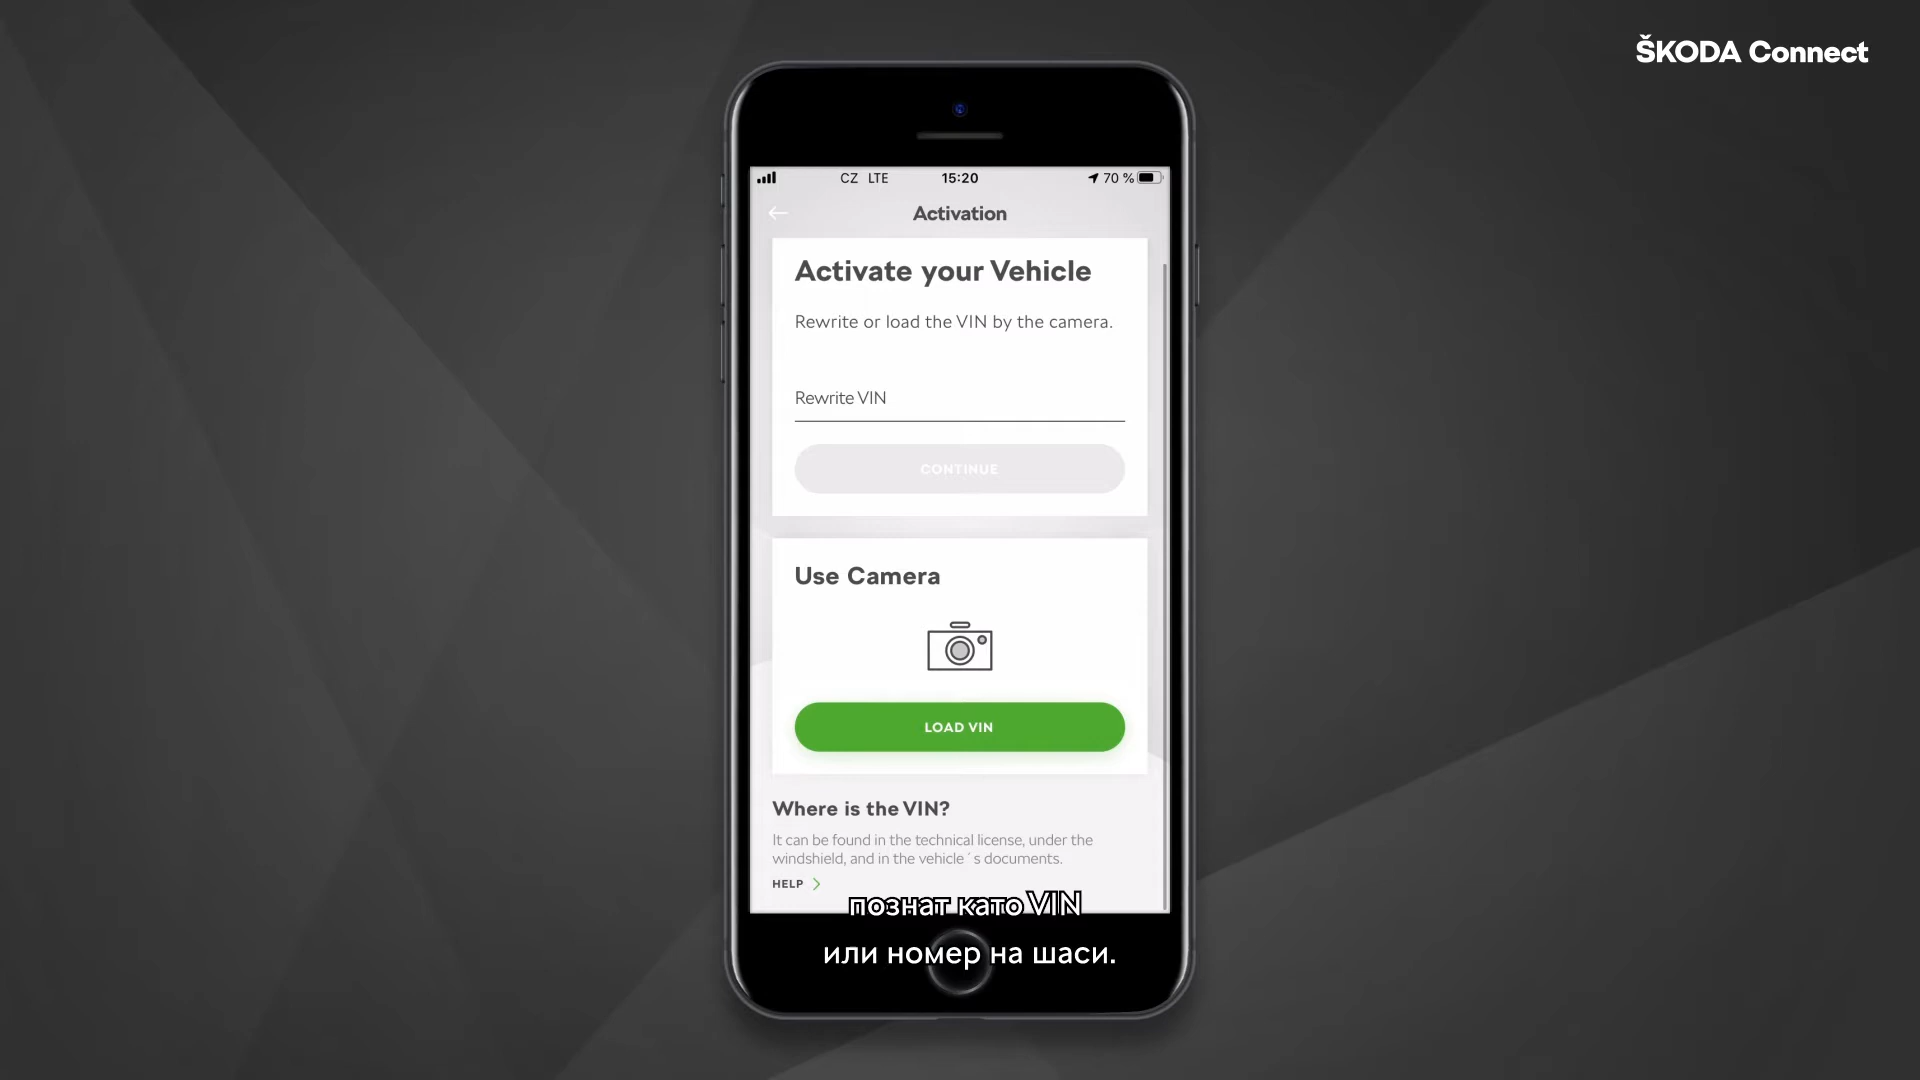 ŠKODA Connect
CZ LTE 15:20 70 %
Activation
Activate your Vehicle
Rewrite or load the VIN by the camera.
Rewrite VIN
CONTINUE
Use Camera
LOAD VIN
Where is the VIN?
It can be found in the technical license, under the
windshield, and in the vehicle´s documents.
HELP
познат като VIN
или номер на шаси.